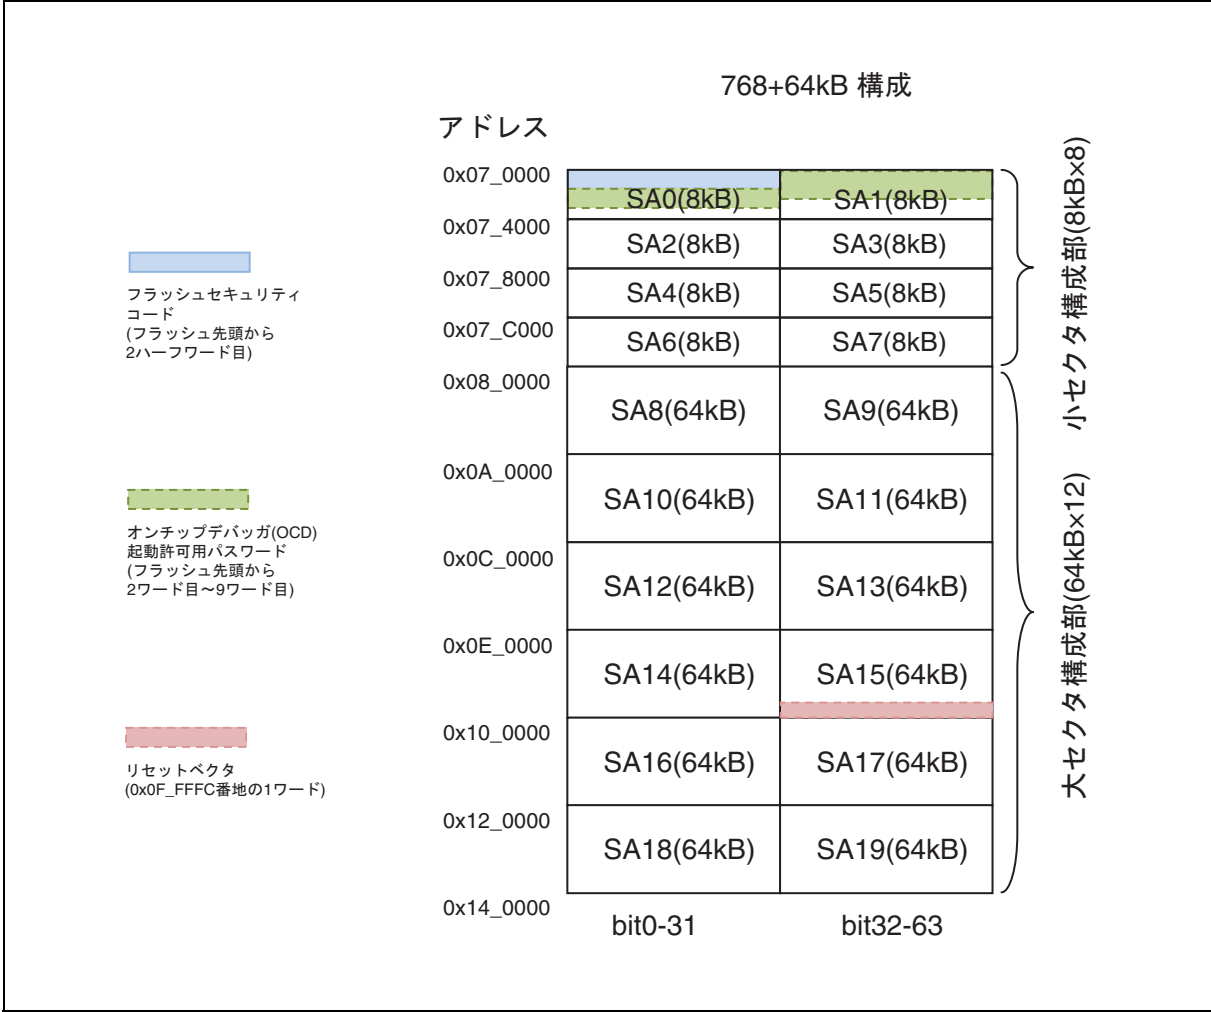 768+64kB 構成
アドレス
0x07_0000
SA0(8kB)
SA1(8kB)
0x07_4000
SA2(8kB)
SA3(8kB)
0x07_8000
SA4(8kB)
SA5(8kB)
0x07_C000
SA6(8kB)
SA7(8kB)
0x08_0000
SA8(64kB)
SA9(64kB)
0x0A_0000
SA10(64kB)
SA11(64kB)
0x0C_0000
SA12(64kB)
SA13(64kB)
0x0E_0000
SA14(64kB)
SA15(64kB)
0x10_0000
SA16(64kB)
SA17(64kB)
0x12_0000
SA18(64kB)
SA19(64kB)
0x14_0000
bit0-31
bit32-63
小セクタ構成部(8kB×8)
大セクタ構成部(64kB×12)
フラッシュセキュリティ
コード
(フラッシュ先頭から
2ハーフワード目)
オンチップデバッガ(OCD)
起動許可用パスワード
(フラッシュ先頭から
2ワード目～9ワード目)
リセットベクタ
(0x0F_FFFC番地の1ワード)